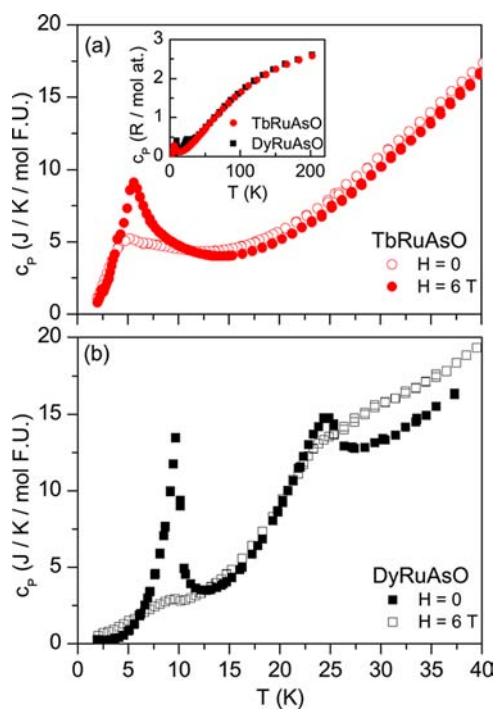 20
(a)
3
2
1
0
c_P (R / mol at.)
TbRuAsO
DyRuAsO
0 50 100 150 200
T (K)
15
10
5
0
c_P (J / K / mol F.U.)
TbRuAsO
H = 0
H = 6 T
20
(b)
15
10
5
0
c_P (J / K / mol F.U.)
DyRuAsO
H = 0
H = 6 T
0 5 10 15 20 25 30 35 40
T (K)